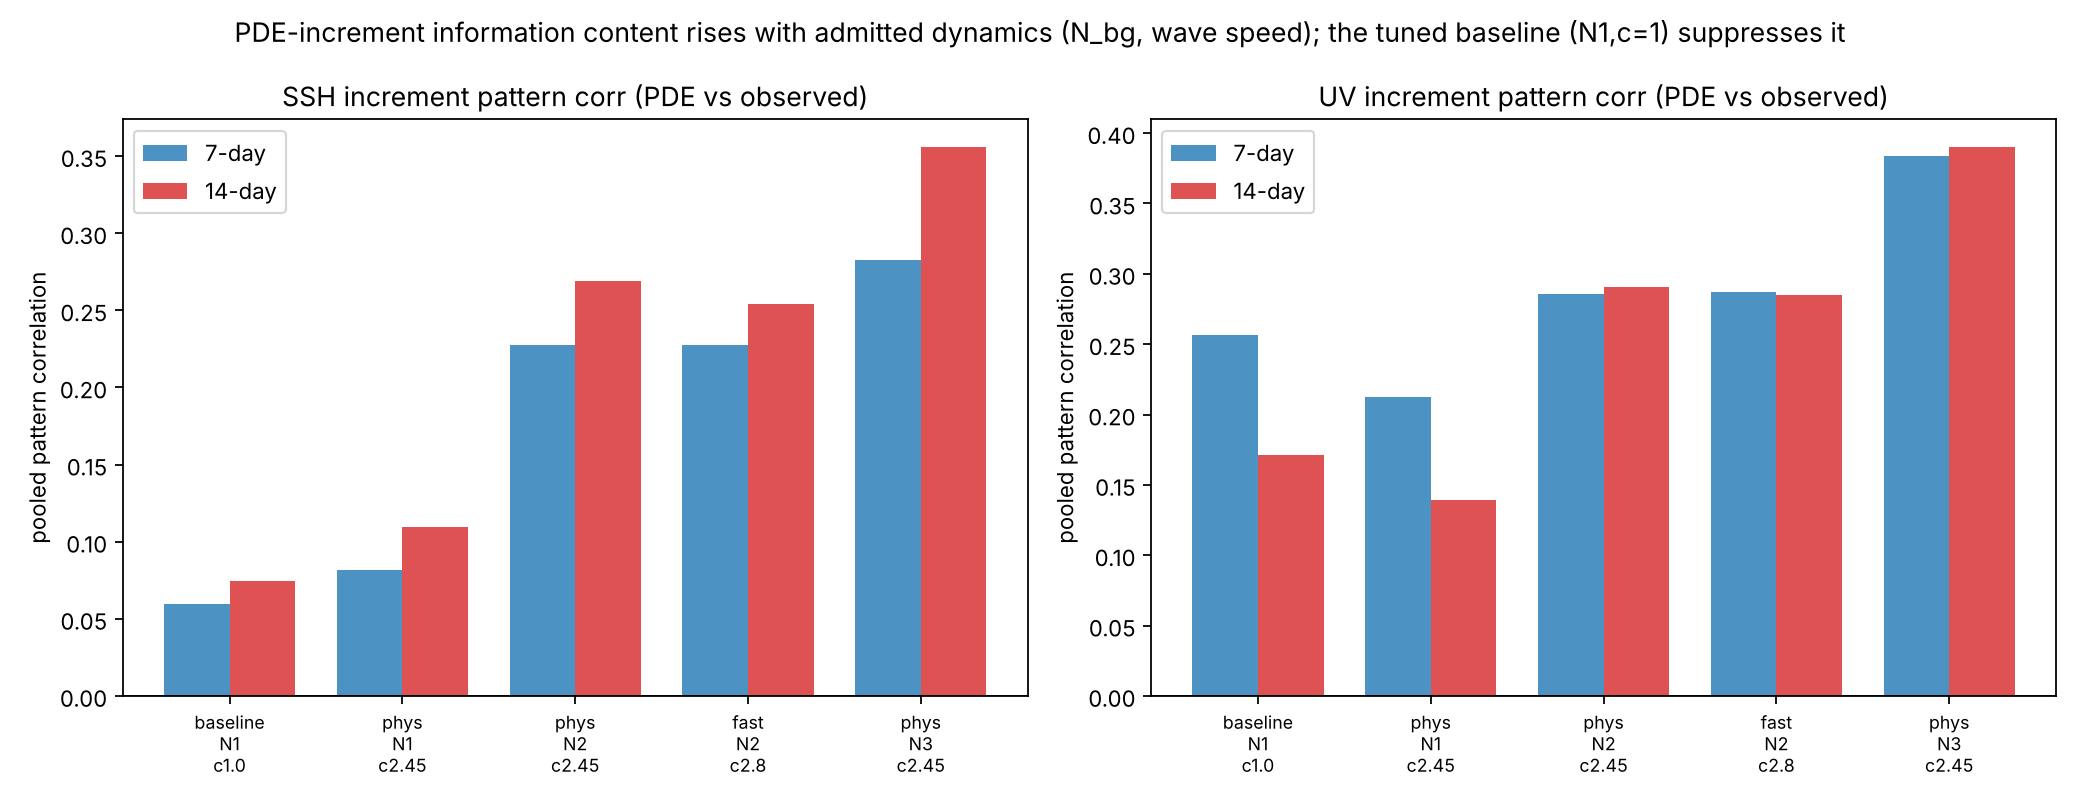 PDE-increment information content rises with admitted dynamics (N_bg, wave speed); the tuned baseline (N1,c=1) suppresses it
SSH increment pattern corr (PDE vs observed)
7-day
14-day
pooled pattern correlation
0.35
0.30
0.25
0.20
0.15
0.10
0.05
0.00
baseline
N1
c1.0
phys
N1
c2.45
phys
N2
c2.45
fast
N2
c2.8
phys
N3
c2.45
UV increment pattern corr (PDE vs observed)
7-day
14-day
pooled pattern correlation
0.40
0.35
0.30
0.25
0.20
0.15
0.10
0.05
0.00
baseline
N1
c1.0
phys
N1
c2.45
phys
N2
c2.45
fast
N2
c2.8
phys
N3
c2.45